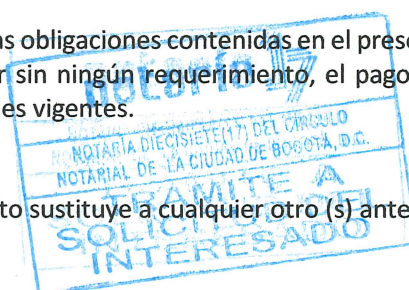 as obligaciones contenidas en el prese
r sin ningún requerimiento, el pago
es vigentes.
Notaría 17
NOTARÍA DIECISIETE(17) DEL CÍRCULO
NOTARIAL DE LA CIUDAD DE BOGOTÁ, D.C.
TRAMITE A
to sustituye a cualquier otro (s) ante
SOLICITUD DEL
INTERESADO